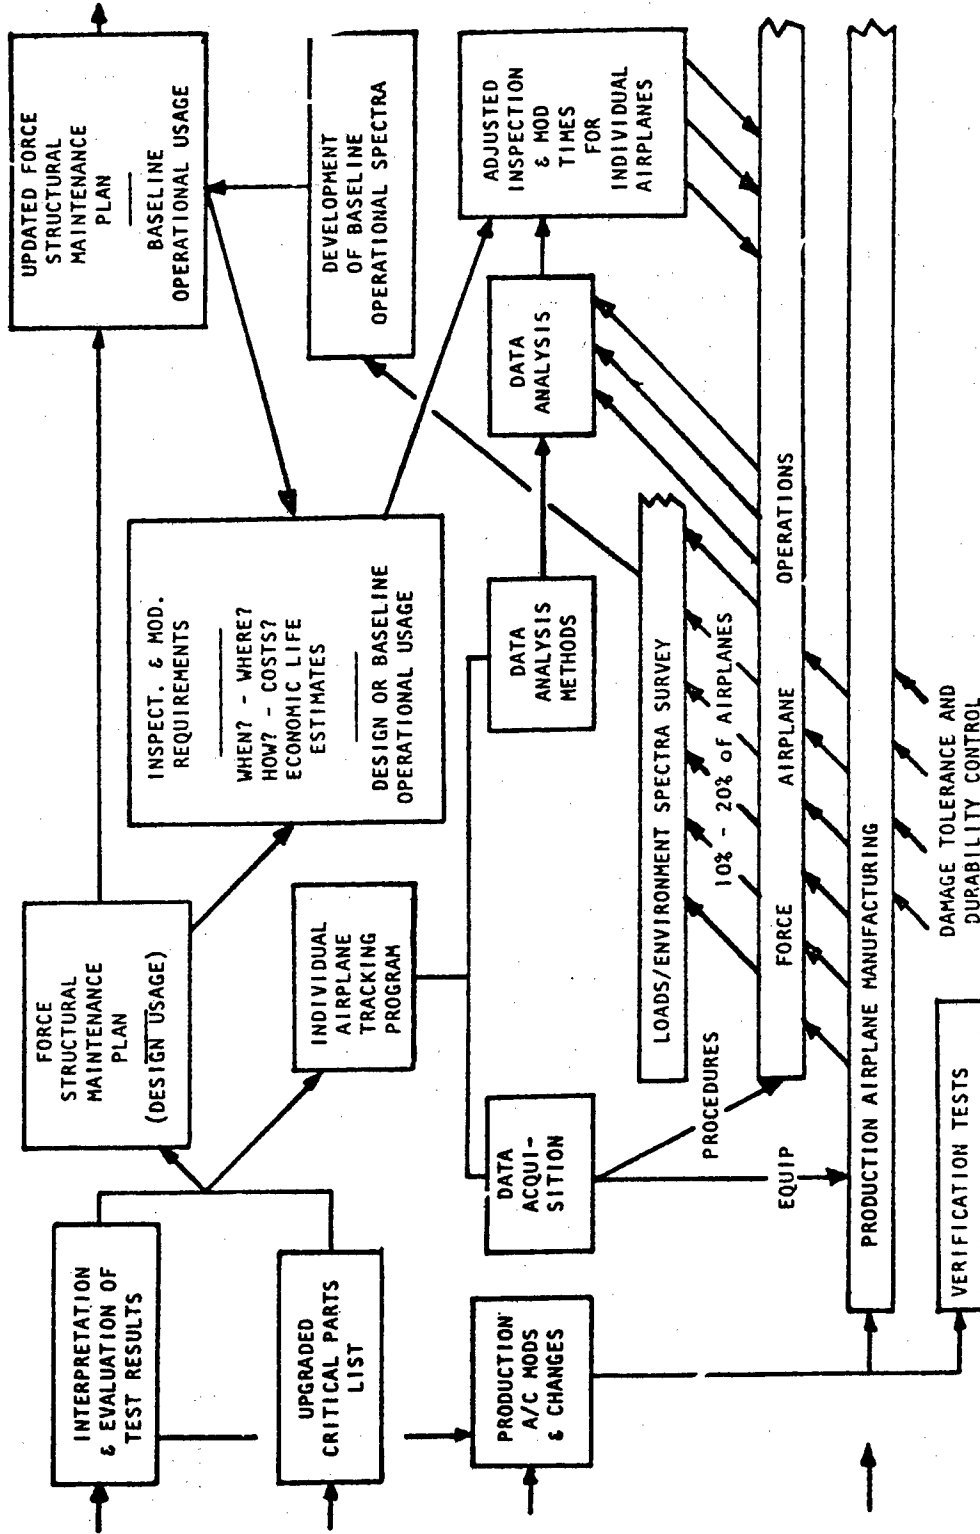 INTERPRETATION
& EVALUATION OF
TEST RESULTS
UPGRADED
CRITICAL PARTS
LIST
PRODUCTION
A/C MODS
& CHANGES
FORCE
STRUCTURAL
MAINTENANCE
PLAN
(DESIGN USAGE)
INDIVIDUAL
AIRPLANE
TRACKING
PROGRAM
DATA
ACQUI-
SITION
PROCEDURES
EQUIP
INSPECT. & MOD.
REQUIREMENTS
WHEN? - WHERE?
HOW? - COSTS?
ECONOMIC LIFE
ESTIMATES
DESIGN OR BASELINE
OPERATIONAL USAGE
DATA
ANALYSIS
METHODS
UPDATED FORCE
STRUCTURAL
MAINTENANCE
PLAN
BASELINE
OPERATIONAL USAGE
DEVELOPMENT
OF BASELINE
OPERATIONAL SPECTRA
DATA
ANALYSIS
ADJUSTED
INSPECTION
& MOD
TIMES
FOR
INDIVIDUAL
AIRPLANES
LOADS/ENVIRONMENT SPECTRA SURVEY
10% - 20% of AIRPLANES
FORCE AIRPLANE OPERATIONS
PRODUCTION AIRPLANE MANUFACTURING
VERIFICATION TESTS
DAMAGE TOLERANCE AND
DURABILITY CONTROL